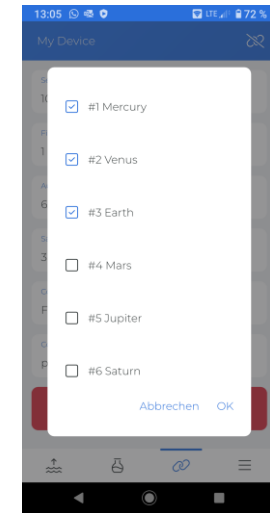 13:05 LTE 72 %
My Device
#1 Mercury
#2 Venus
#3 Earth
#4 Mars
#5 Jupiter
#6 Saturn
Abbrechen OK